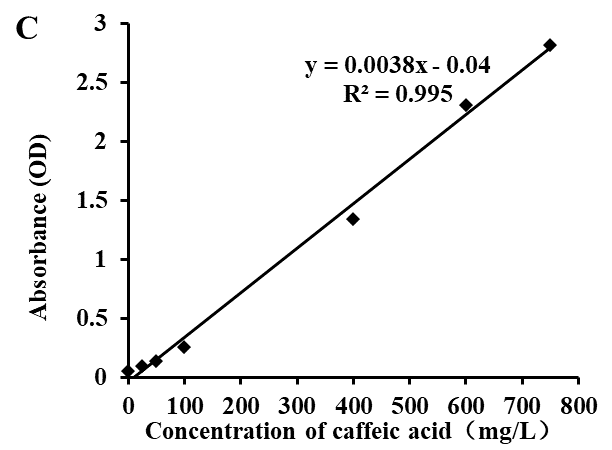 C
3
2.5
2
1.5
1
0.5
0
y = 0.0038x - 0.04
R² = 0.995
Absorbance (OD)
0 100 200 300 400 500 600 700 800
Concentration of caffeic acid（mg/L）